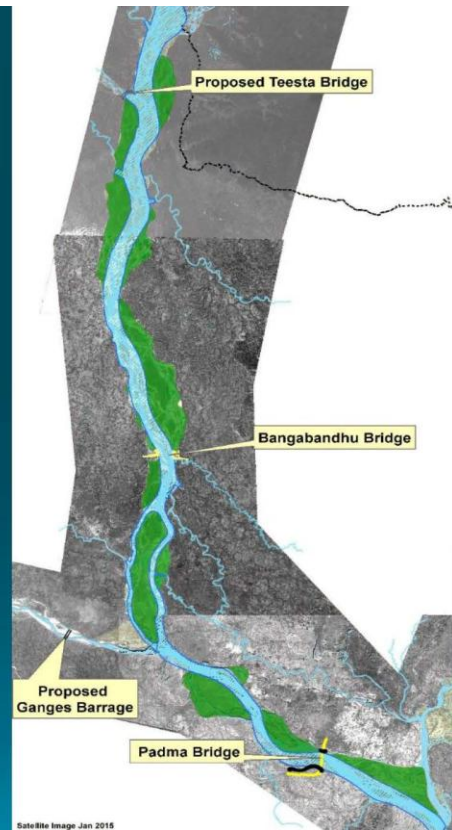 Proposed Teesta Bridge
Bangabandhu Bridge
Proposed
Ganges Barrage
Padma Bridge
Satellite Image Jan 2015